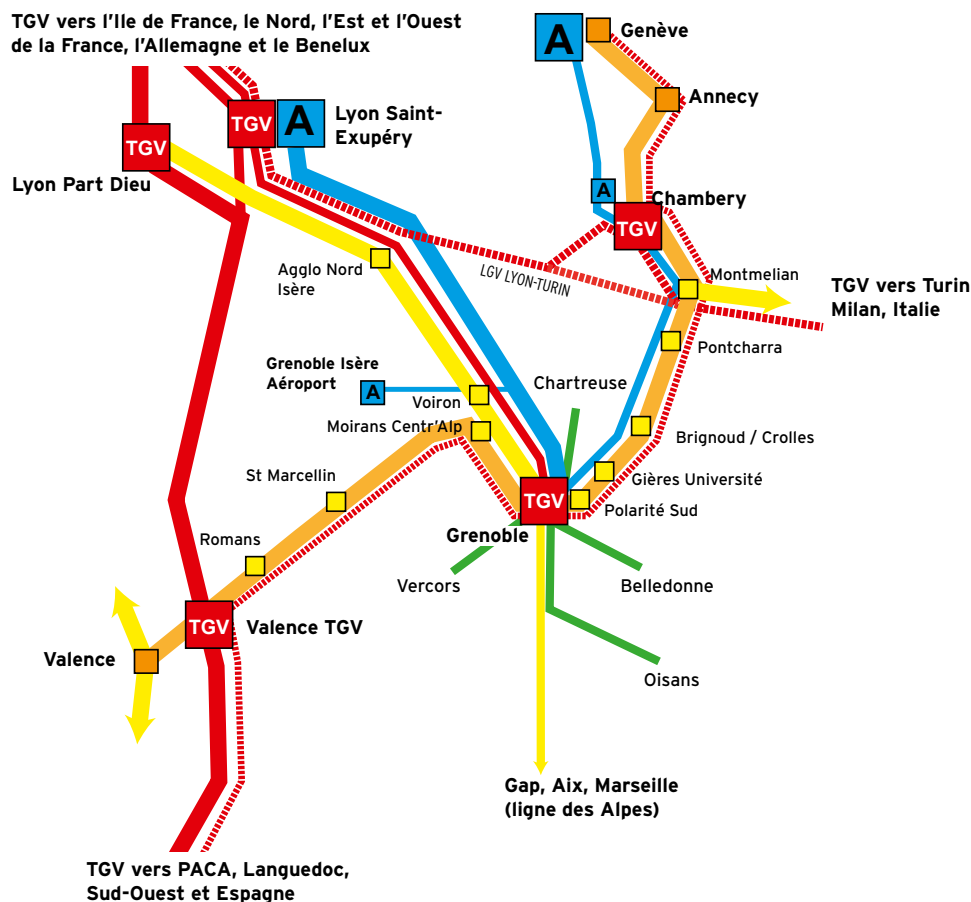 TGV vers l'Ile de France, le Nord, l'Est et l'Ouest
de la France, l'Allemagne et le Benelux
A
Genève
Annecy
TGV
A
Lyon Saint-
Exupéry
TGV
Lyon Part Dieu
A
Chambery
TGV
Agglo Nord
Isère
LGV LYON-TURIN
Montmelian
TGV vers Turin
Milan, Italie
Pontcharra
Grenoble Isère
Aéroport
A
Voiron
Chartreuse
Moirans Centr'Alp
Brignoud / Crolles
St Marcellin
Gières Université
TGV
Polarité Sud
Grenoble
Romans
Vercors
Belledonne
TGV
Valence TGV
Valence
Oisans
Gap, Aix, Marseille
(ligne des Alpes)
TGV vers PACA, Languedoc,
Sud-Ouest et Espagne